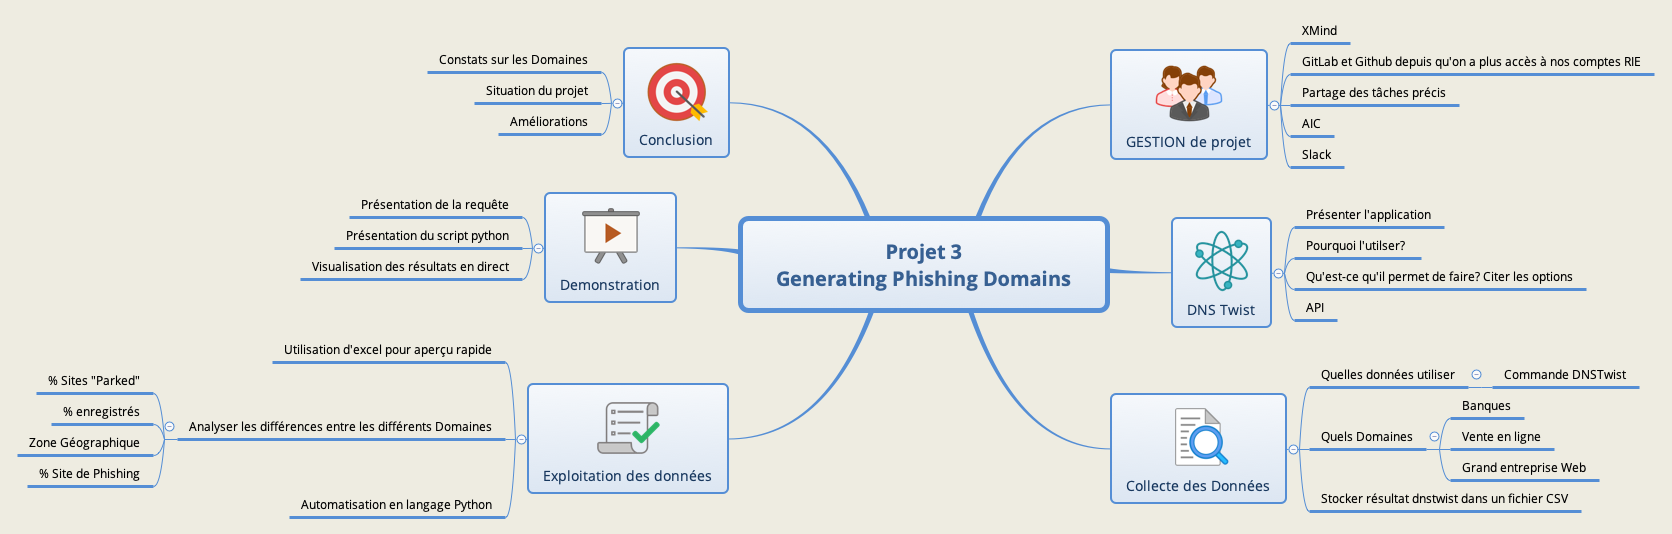 Projet 3
Generating Phishing Domains
GESTION de projet
XMind
GitLab et Github depuis qu'on a plus accès à nos comptes RIE
Partage des tâches précis
AIC
Slack
DNS Twist
Présenter l'application
Pourquoi l'utilser?
Qu'est-ce qu'il permet de faire? Citer les options
API
Collecte des Données
Quelles données utiliser
Commande DNSTwist
Quels Domaines
Banques
Vente en ligne
Grand entreprise Web
Stocker résultat dnstwist dans un fichier CSV
Exploitation des données
Utilisation d'excel pour aperçu rapide
Analyser les différences entre les différents Domaines
% Sites "Parked"
% enregistrés
Zone Géographique
% Site de Phishing
Automatisation en langage Python
Demonstration
Présentation de la requête
Présentation du script python
Visualisation des résultats en direct
Conclusion
Constats sur les Domaines
Situation du projet
Améliorations